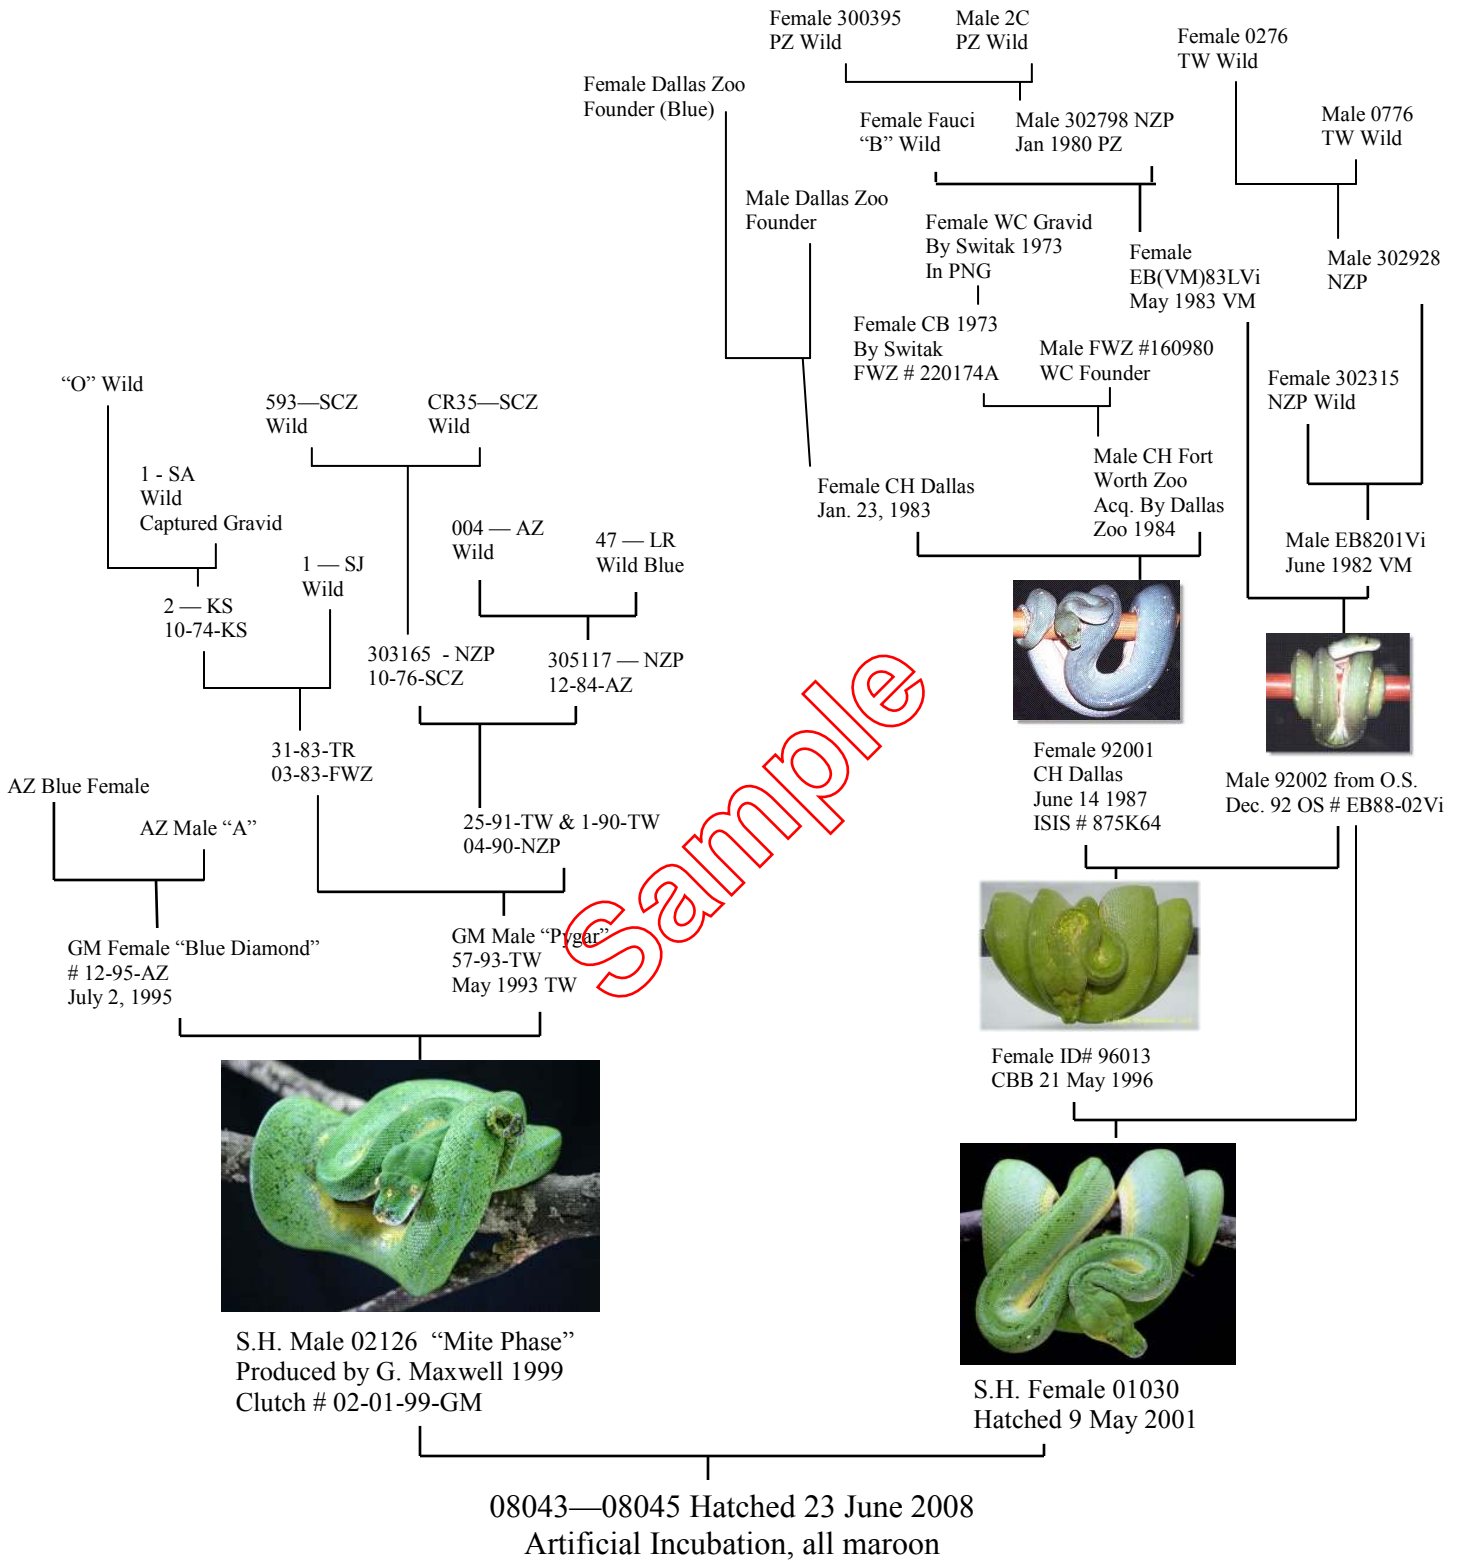 Female 300395
PZ Wild
Male 2C
PZ Wild
Female 0276
TW Wild
Female Dallas Zoo
Founder (Blue)
Female Fauci
“B” Wild
Male 302798 NZP
Jan 1980 PZ
Male 0776
TW Wild
Male Dallas Zoo
Founder
Female WC Gravid
By Switak 1973
In PNG
Female
EB(VM)83LVi
May 1983 VM
Male 302928
NZP
Female CB 1973
By Switak
FWZ # 220174A
Male FWZ #160980
WC Founder
Female 302315
NZP Wild
“O” Wild
593—SCZ
Wild
CR35—SCZ
Wild
1 - SA
Wild
Captured Gravid
Female CH Dallas
Jan. 23, 1983
Male CH Fort
Worth Zoo
Acq. By Dallas
Zoo 1984
004 — AZ
Wild
47 — LR
Wild Blue
Male EB8201Vi
June 1982 VM
1 — SJ
Wild
2 — KS
10-74-KS
303165 - NZP
10-76-SCZ
305117 — NZP
12-84-AZ
Sample
31-83-TR
03-83-FWZ
Female 92001
CH Dallas
June 14 1987
ISIS # 875K64
Male 92002 from O.S.
Dec. 92 OS # EB88-02Vi
AZ Blue Female
AZ Male “A”
25-91-TW & 1-90-TW
04-90-NZP
GM Female “Blue Diamond”
# 12-95-AZ
July 2, 1995
GM Male “Pygar”
57-93-TW
May 1993 TW
Female ID# 96013
CBB 21 May 1996
S.H. Male 02126 “Mite Phase”
Produced by G. Maxwell 1999
Clutch # 02-01-99-GM
S.H. Female 01030
Hatched 9 May 2001
08043—08045 Hatched 23 June 2008
Artificial Incubation, all maroon